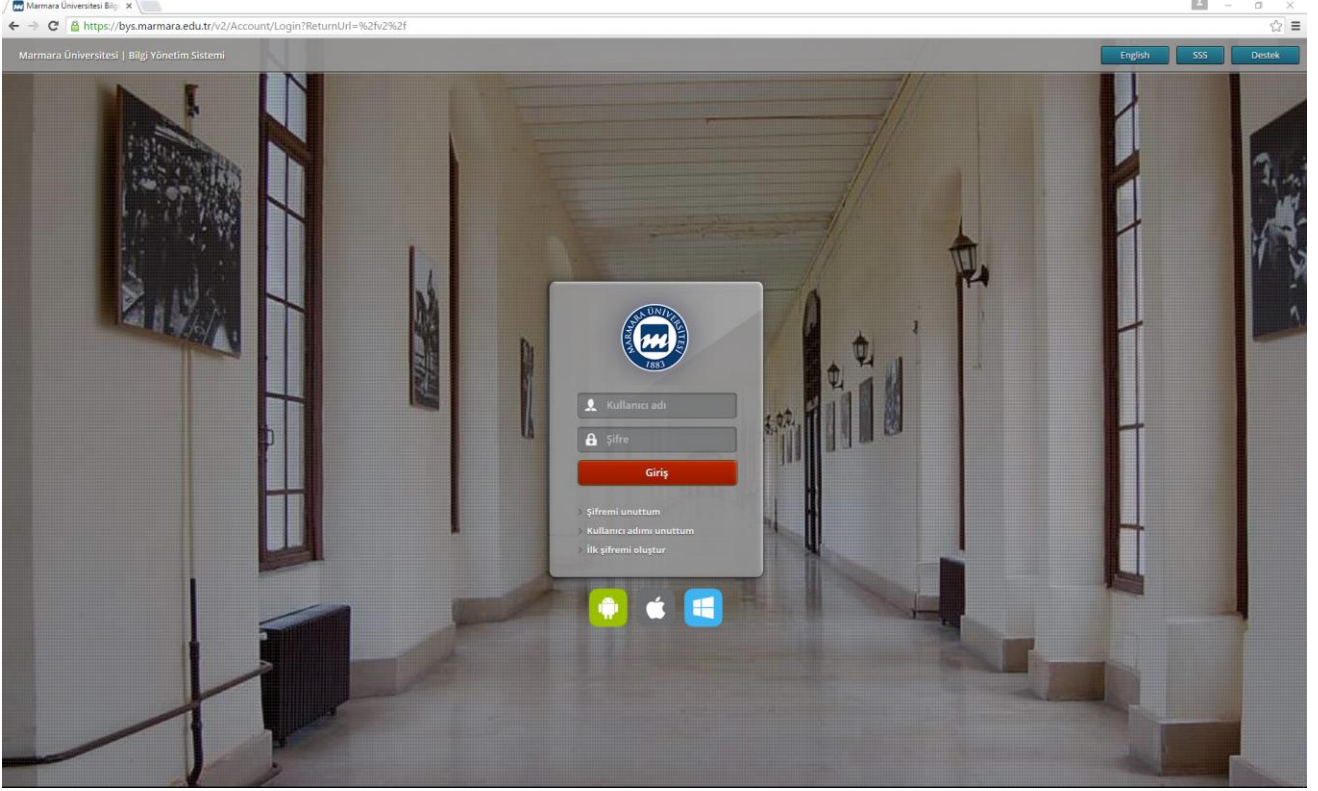 Marmara Üniversitesi Bilg
https://bys.marmara.edu.tr/v2/Account/Login?ReturnUrl=%2fv2%2f
Marmara Üniversitesi | Bilgi Yönetim Sistemi
English
SSS
Destek
MARMARA ÜNİVERSİTESİ
m
1883
Kullanıcı adı
Şifre
Giriş
> Şifremi unuttum
> Kullanıcı adımı unuttum
> İlk şifremi oluştur